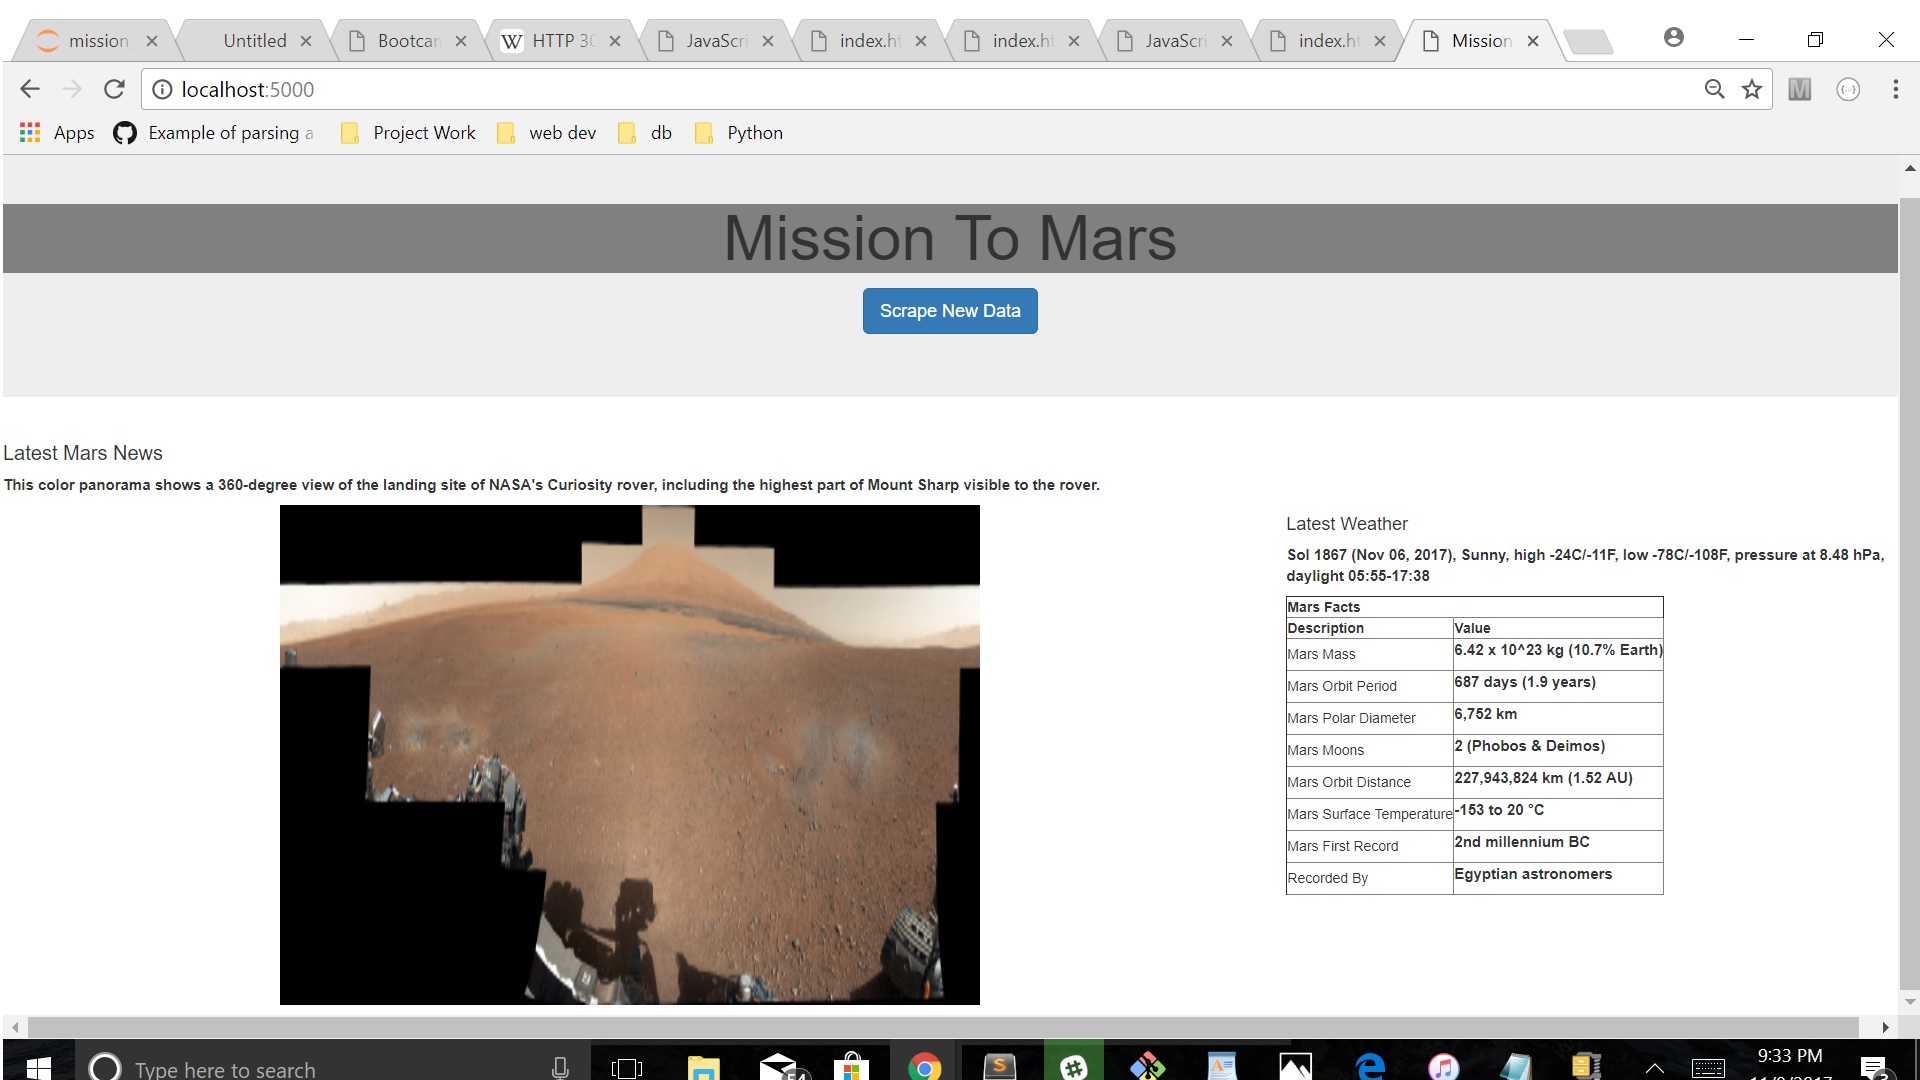 mission
Untitled
Bootcam
HTTP 30
JavaScri
index.ht
index.ht
JavaScri
index.ht
Mission
localhost:5000
Apps
Example of parsing a
Project Work
web dev
db
Python
Mission To Mars
Scrape New Data
Latest Mars News
This color panorama shows a 360-degree view of the landing site of NASA's Curiosity rover, including the highest part of Mount Sharp visible to the rover.
Latest Weather
Sol 1867 (Nov 06, 2017), Sunny, high -24C/-11F, low -78C/-108F, pressure at 8.48 hPa,
daylight 05:55-17:38
Mars Facts
Description Value
Mars Mass 6.42 x 10^23 kg (10.7% Earth)
Mars Orbit Period 687 days (1.9 years)
Mars Polar Diameter 6,752 km
Mars Moons 2 (Phobos & Deimos)
Mars Orbit Distance 227,943,824 km (1.52 AU)
Mars Surface Temperature -153 to 20 °C
Mars First Record 2nd millennium BC
Recorded By Egyptian astronomers
Type here to search
54
9:33 PM